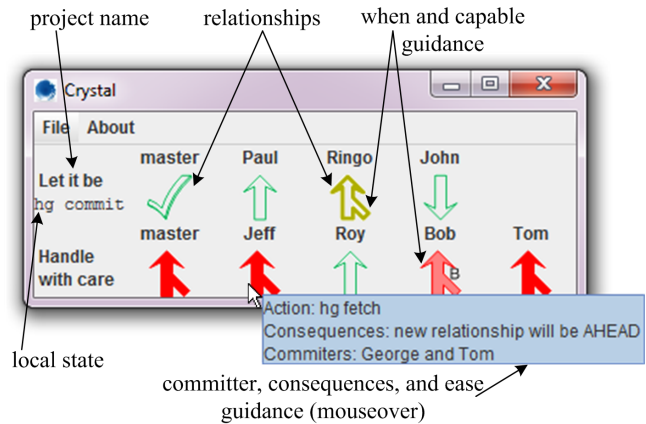 project name
relationships
when and capable
guidance
Crystal
File About
master Paul Ringo John
Let it be
hg commit
master Jeff Roy Bob Tom
Handle
with care
B
Action: hg fetch
Consequences: new relationship will be AHEAD
Commiters: George and Tom
local state
committer, consequences, and ease
guidance (mouseover)